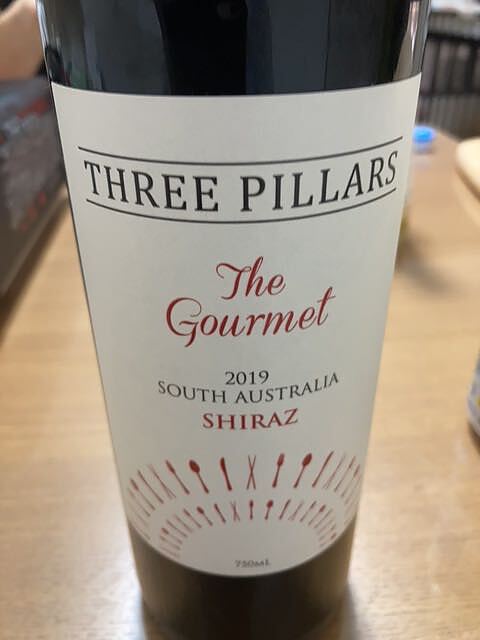 THREE PILLARS
The
Gourmet
2019
SOUTH AUSTRALIA
SHIRAZ
750mL